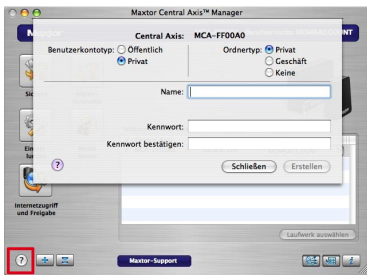 Maxtor Central Axis™ Manager
Central Axis: MCA-FF00A0
Benutzerkontotyp: Öffentlich
Privat
Ordnertyp: Privat
Geschäft
Keine
Name:
Kennwort:
Kennwort bestätigen:
? Schließen Erstellen
Internetzugriff
und Freigabe
Laufwerk auswählen
? Maxtor-Support